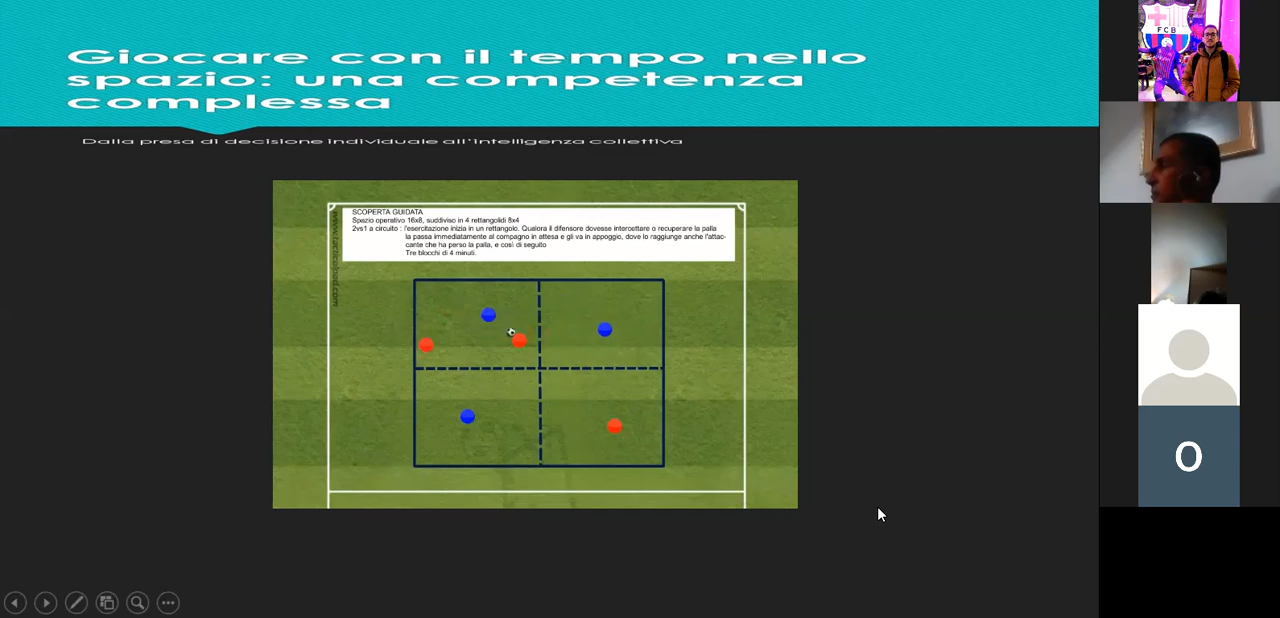 Giocare con il tempo nello
spazio: una competenza
complessa
Dalla presa di decisione individuale all'intelligenza collettiva
SCOPERTA GUIDATA
Spazio operativo 16x8, suddiviso in 4 rettangolidi 8x4
2vs1 a circuito : l'esercitazione inizia in un rettangolo. Qualora il difensore dovesse intercettare o recuperare la palla
la passa immediatamente al compagno in attesa e gli va in appoggio, dove lo raggiunge anche l'attac-
cante che ha perso la palla, e così di seguito
Tre blocchi di 4 minuti.
FCB
O